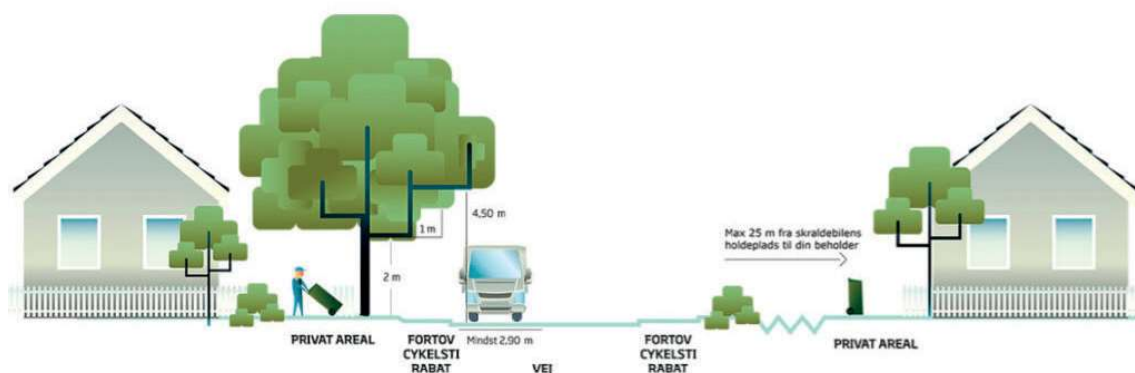 4,50 m
1 m
2 m
Max 25 m fra skraldebilens
holdeplads til din beholder
Mindst 2,90 m
PRIVAT AREAL
FORTOV
CYKELSTI
RABAT
VEJ
FORTOV
CYKELSTI
RABAT
PRIVAT AREAL